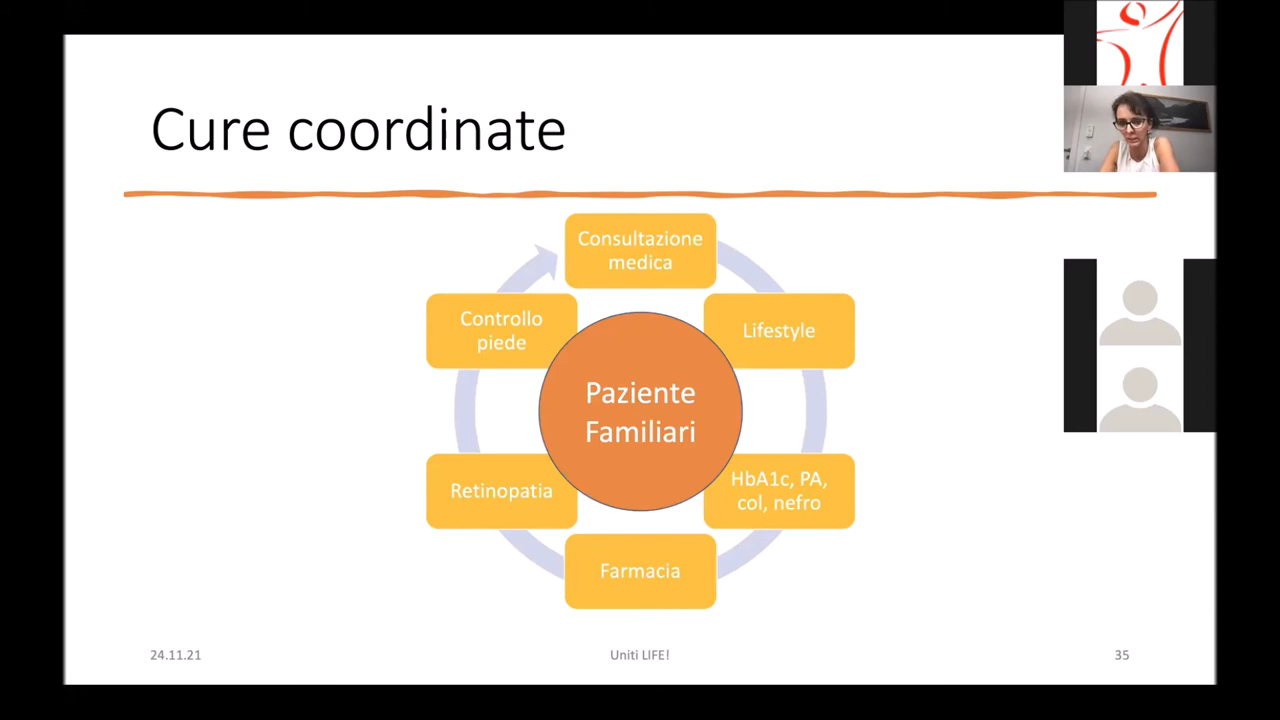 Cure coordinate
Consultazione
medica
Lifestyle
HbA1c, PA,
col, nefro
Farmacia
Retinopatia
Controllo
piede
Paziente
Familiari
24.11.21
Uniti LIFE!
35